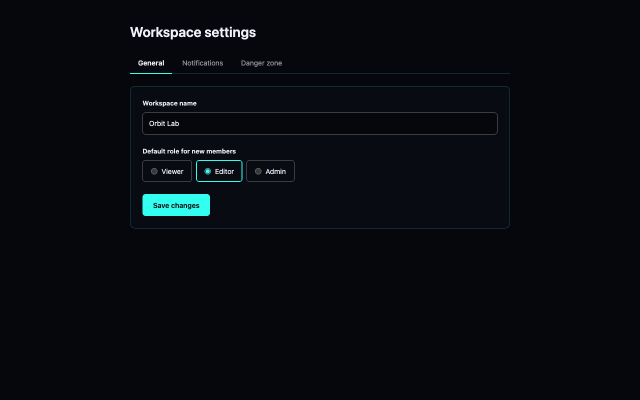 Workspace settings
General Notifications Danger zone
Workspace name
Orbit Lab
Default role for new members
Viewer Editor Admin
Save changes